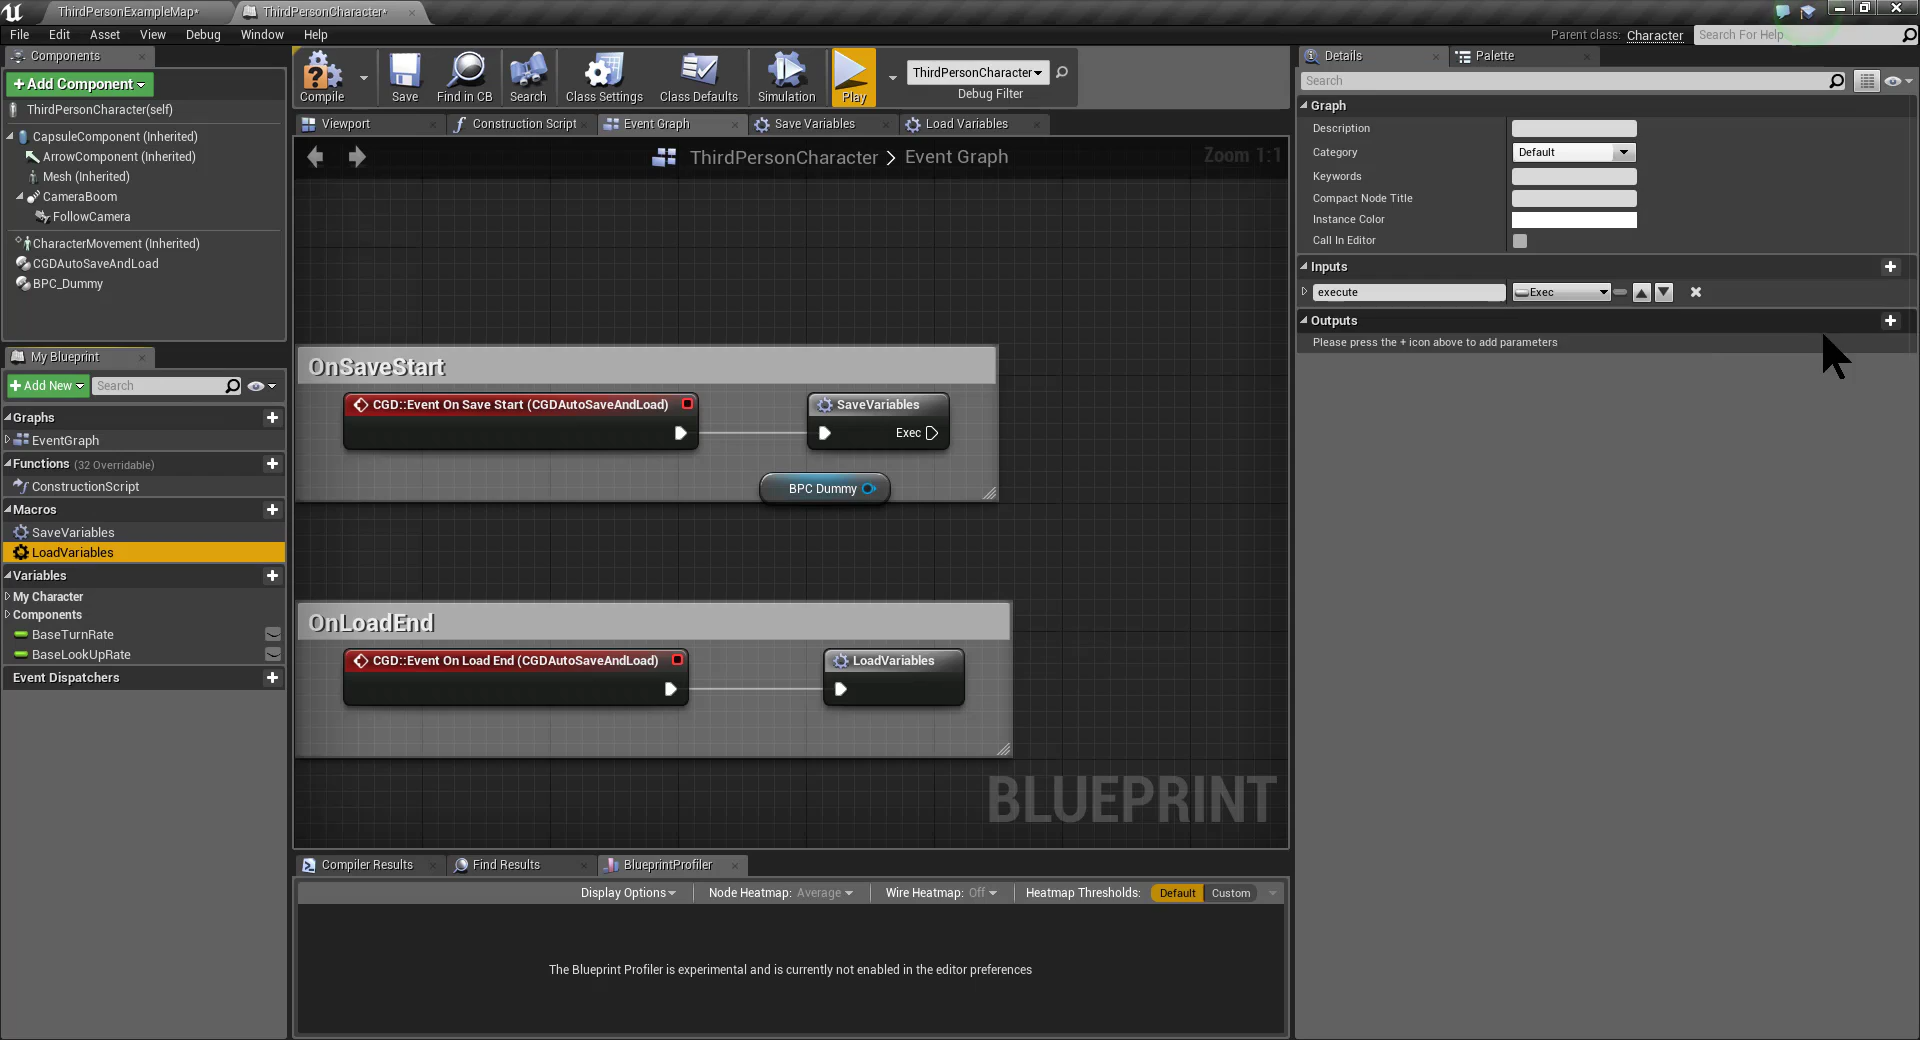 ThirdPersonExampleMap*
ThirdPersonCharacter*
File Edit Asset View Debug Window Help
Parent class: Character
Search For Help
Components
+Add Component
ThirdPersonCharacter(self)
CapsuleComponent (Inherited)
ArrowComponent (Inherited)
Mesh (Inherited)
CameraBoom
FollowCamera
CharacterMovement (Inherited)
CGDAutoSaveAndLoad
BPC_Dummy
My Blueprint
+Add New
Search
Graphs
EventGraph
Functions (32 Overridable)
ConstructionScript
Macros
SaveVariables
LoadVariables
Variables
My Character
Components
BaseTurnRate
BaseLookUpRate
Event Dispatchers
Compile
Save
Find in CB
Search
Class Settings
Class Defaults
Simulation
Play
ThirdPersonCharacter
Debug Filter
Viewport
Construction Script
Event Graph
Save Variables
Load Variables
ThirdPersonCharacter > Event Graph
Zoom 1:1
OnSaveStart
CGD::Event On Save Start (CGDAutoSaveAndLoad)
SaveVariables
Exec
BPC Dummy
OnLoadEnd
CGD::Event On Load End (CGDAutoSaveAndLoad)
LoadVariables
BLUEPRINT
Compiler Results
Find Results
BlueprintProfiler
Display Options
Node Heatmap: Average
Wire Heatmap: Off
Heatmap Thresholds: Default Custom
The Blueprint Profiler is experimental and is currently not enabled in the editor preferences
Details
Palette
Search
Graph
Description
Category Default
Keywords
Compact Node Title
Instance Color
Call In Editor
Inputs
execute Exec
Outputs
Please press the + icon above to add parameters